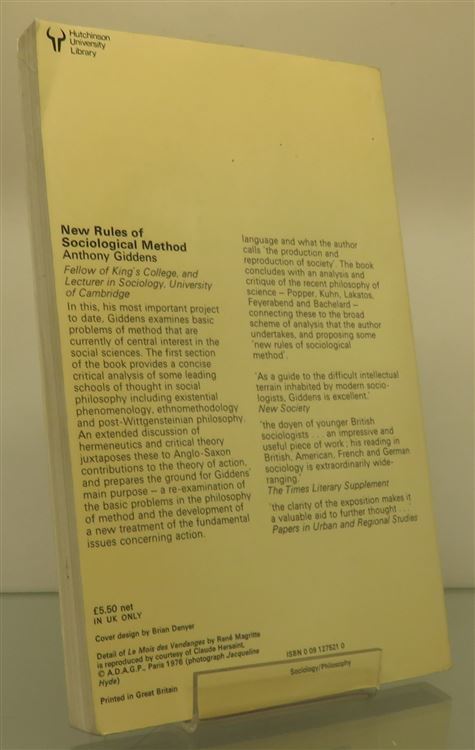 Hutchinson
University
Library
New Rules of
Sociological Method
Anthony Giddens
Fellow of King's College, and
Lecturer in Sociology, University
of Cambridge
In this, his most important project
to date, Giddens examines basic
problems of method that are
currently of central interest in the
social sciences. The first section
of the book provides a concise
critical analysis of some leading
schools of thought in social
philosophy including existential
phenomenology, ethnomethodology
and post-Wittgensteinian philosophy.
An extended discussion of
hermeneutics and critical theory
juxtaposes these to Anglo-Saxon
contributions to the theory of action,
and prepares the ground for Giddens'
main purpose – a re-examination of
the basic problems in the philosophy
of method and the development of
a new treatment of the fundamental
issues concerning action.
language and what the author
calls 'the production and
reproduction of society'. The book
concludes with an analysis and
critique of the recent philosophy of
science – Popper, Kuhn, Lakatos,
Feyerabend and Bachelard –
connecting these to the broad
scheme of analysis that the author
undertakes, and proposing some
'new rules of sociological
method'.
'As a guide to the difficult intellectual
terrain inhabited by modern socio-
logists, Giddens is excellent.'
New Society
'the doyen of younger British
sociologists . . . an impressive and
useful piece of work; his reading in
British, American, French and German
sociology is extraordinarily wide-
ranging.'
The Times Literary Supplement
'the clarity of the exposition makes it
a valuable aid to further thought . . .'
Papers in Urban and Regional Studies
£5.50 net
IN UK ONLY
Cover design by Brian Denyer
Detail of Le Mois des Vendanges by René Magritte
is reproduced by courtesy of Claude Hersaint,
© A.D.A.G.P., Paris 1976 (photograph Jacqueline
Hyde)
Printed in Great Britain
ISBN 0 09 127521 0
Sociology/Philosophy